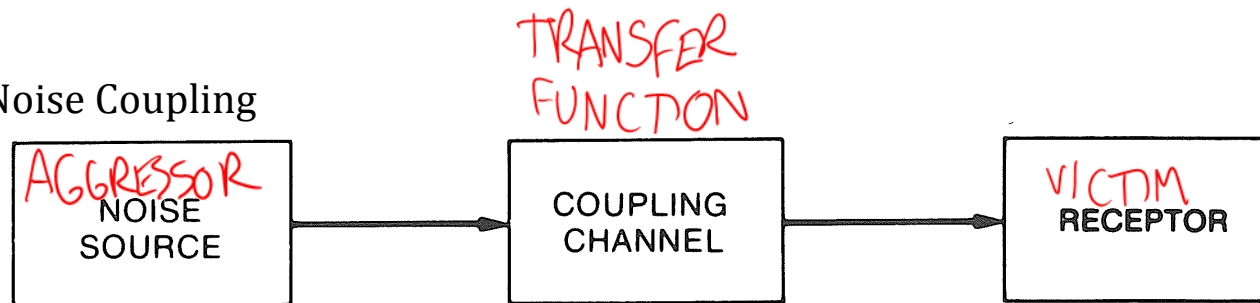 TRANSFER
FUNCTION
Noise Coupling
AGGRESSOR
NOISE
SOURCE
COUPLING
CHANNEL
VICTIM
RECEPTOR